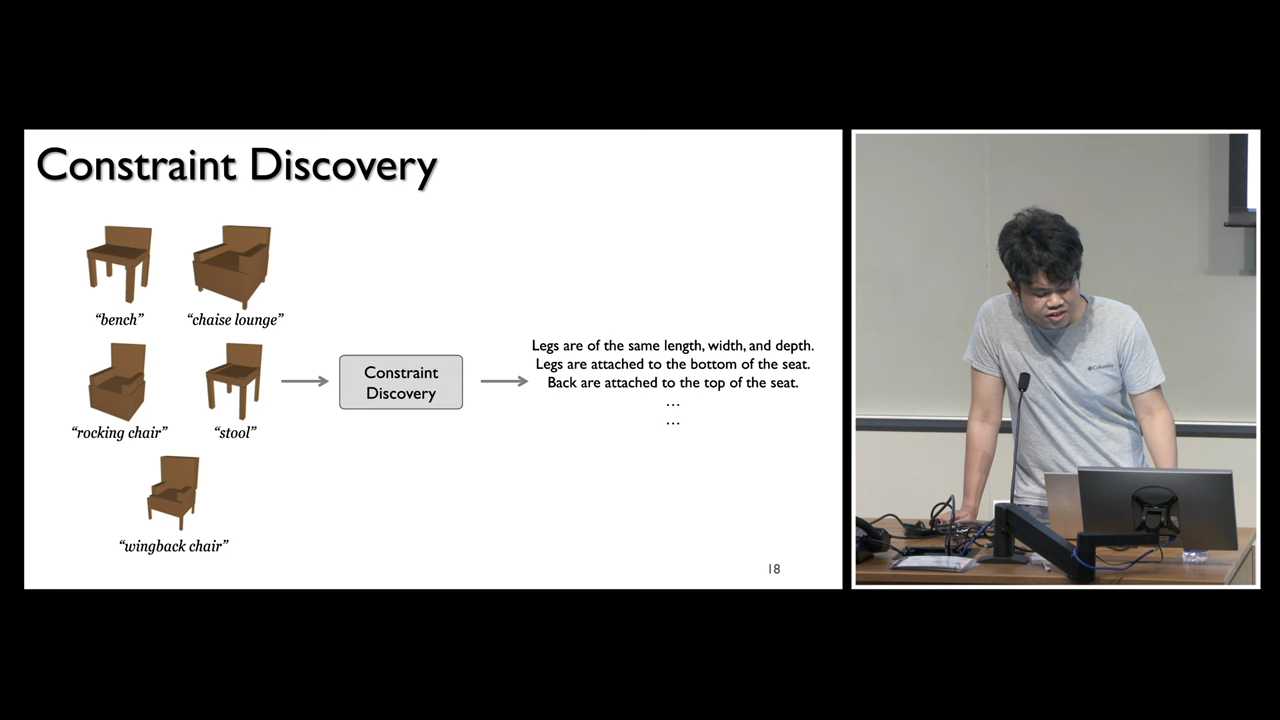 Constraint Discovery
“bench”
“chaise lounge”
“rocking chair”
“stool”
“wingback chair”
Constraint
Discovery
Legs are of the same length, width, and depth.
Legs are attached to the bottom of the seat.
Back are attached to the top of the seat.
...
...
18
Columbia